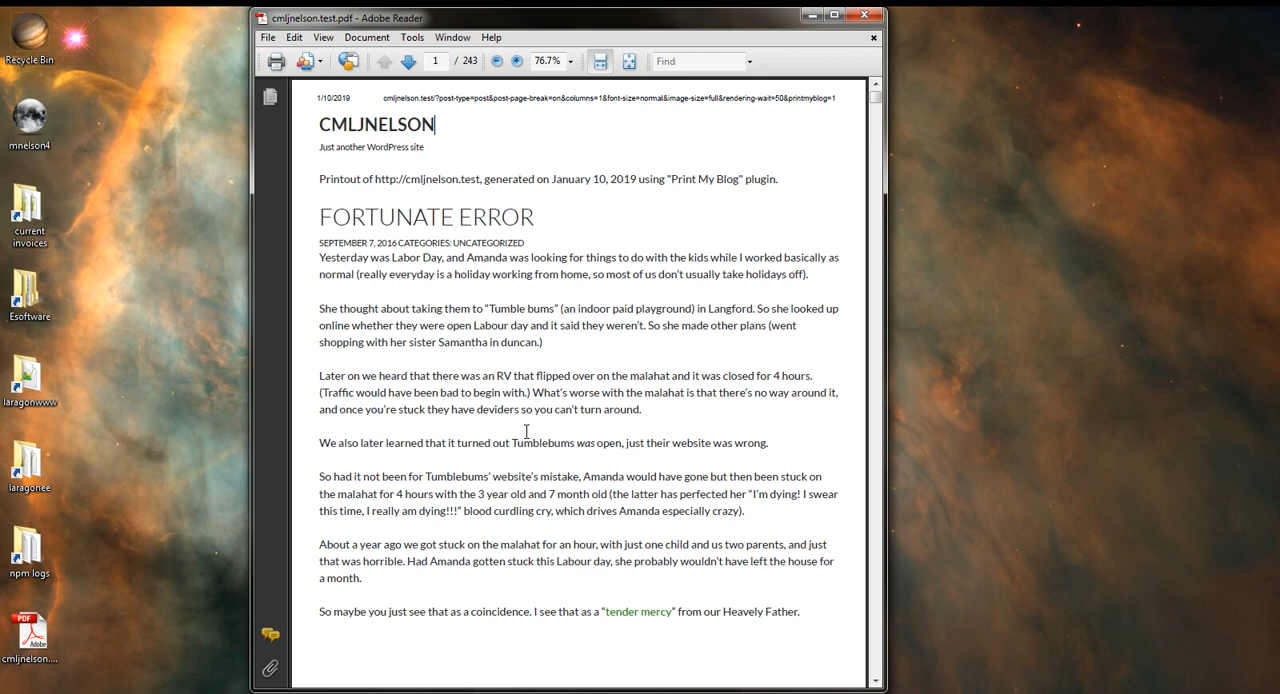 cmljnelson.test.pdf - Adobe Reader
File Edit View Document Tools Window Help
1 / 243 76.7% Find
Recycle Bin
mnelson4
current
invoices
Esoftware
laragonwww
laragonee
npm logs
PDF
Adobe
cmljnelson....
1/10/2019 cmljnelson.test/?post-type=post&post-page-break=on&columns=1&font-size=normal&image-size=full&rendering-wait=50&printmyblog=1
CMLJNELSON
Just another WordPress site
Printout of http://cmljnelson.test, generated on January 10, 2019 using "Print My Blog" plugin.
FORTUNATE ERROR
SEPTEMBER 7, 2016 CATEGORIES: UNCATEGORIZED
Yesterday was Labor Day, and Amanda was looking for things to do with the kids while I worked basically as
normal (really everyday is a holiday working from home, so most of us don't usually take holidays off).
She thought about taking them to “Tumble bums” (an indoor paid playground) in Langford. So she looked up
online whether they were open Labour day and it said they weren't. So she made other plans (went
shopping with her sister Samantha in duncan.)
Later on we heard that there was an RV that flipped over on the malahat and it was closed for 4 hours.
(Traffic would have been bad to begin with.) What's worse with the malahat is that there's no way around it,
and once you're stuck they have deviders so you can't turn around.
We also later learned that it turned out Tumblebums was open, just their website was wrong.
So had it not been for Tumblebums' website's mistake, Amanda would have gone but then been stuck on
the malahat for 4 hours with the 3 year old and 7 month old (the latter has perfected her “I'm dying! I swear
this time, I really am dying!!!” blood curdling cry, which drives Amanda especially crazy).
About a year ago we got stuck on the malahat for an hour, with just one child and us two parents, and just
that was horrible. Had Amanda gotten stuck this Labour day, she probably wouldn't have left the house for
a month.
So maybe you just see that as a coincidence. I see that as a “tender mercy” from our Heavely Father.